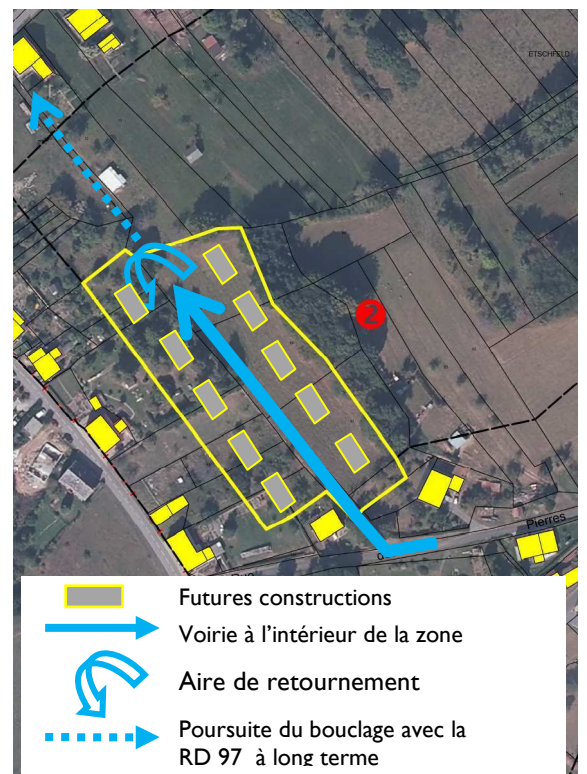 ETSCHFELD
2
Pierres
Futures constructions
Voirie à l'intérieur de la zone
Aire de retournement
Poursuite du bouclage avec la
RD 97 à long terme